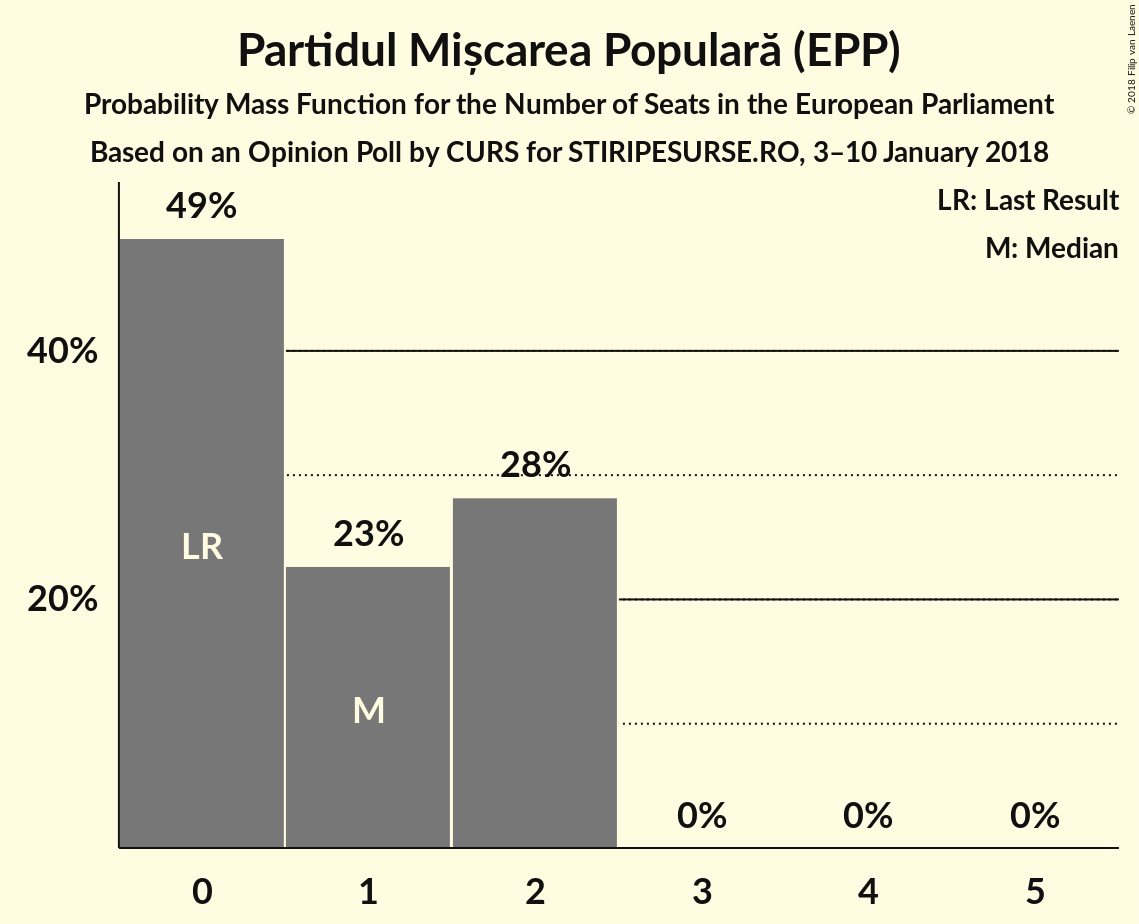 Partidul Mișcarea Populară (EPP)
Probability Mass Function for the Number of Seats in the European Parliament
Based on an Opinion Poll by CURS for STIRIPESURSE.RO, 3–10 January 2018
© 2018 Filip van Laenen
LR: Last Result
M: Median
49%
40%
28%
23%
LR
20%
M
0% 0% 0%
0 1 2 3 4 5